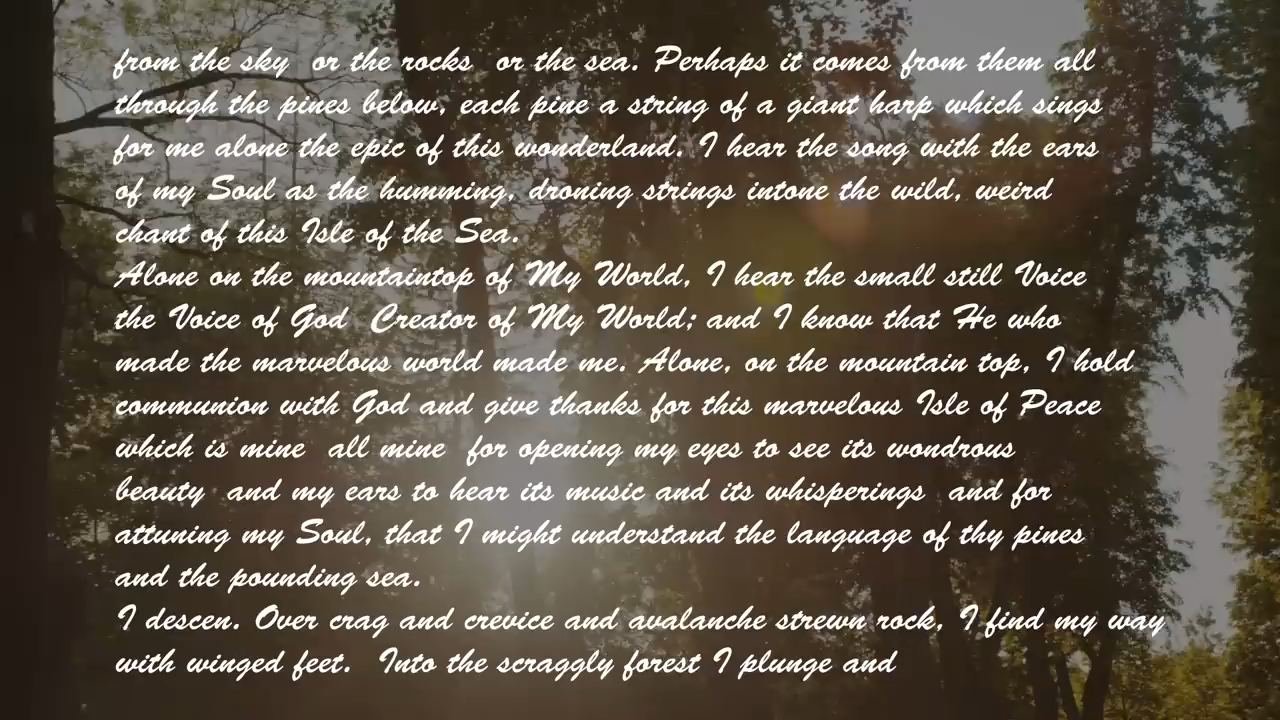 from the sky  or the rocks  or the sea. Perhaps it comes from them all
through the pines below, each pine a string of a giant harp which sings
for me alone the epic of this wonderland. I hear the song with the ears
of my Soul as the humming, droning strings intone the wild, weird
chant of this Isle of the Sea.
Alone on the mountaintop of My World, I hear the small still Voice
the Voice of God  Creator of My World; and I know that He who
made the marvelous world made me. Alone, on the mountain top, I hold
communion with God and give thanks for this marvelous Isle of Peace
which is mine  all mine  for opening my eyes to see its wondrous
beauty  and my ears to hear its music and its whisperings  and for
attuning my Soul, that I might understand the language of thy pines
and the pounding sea.
I descen. Over crag and crevice and avalanche strewn rock, I find my way
with winged feet.  Into the scraggly forest I plunge and